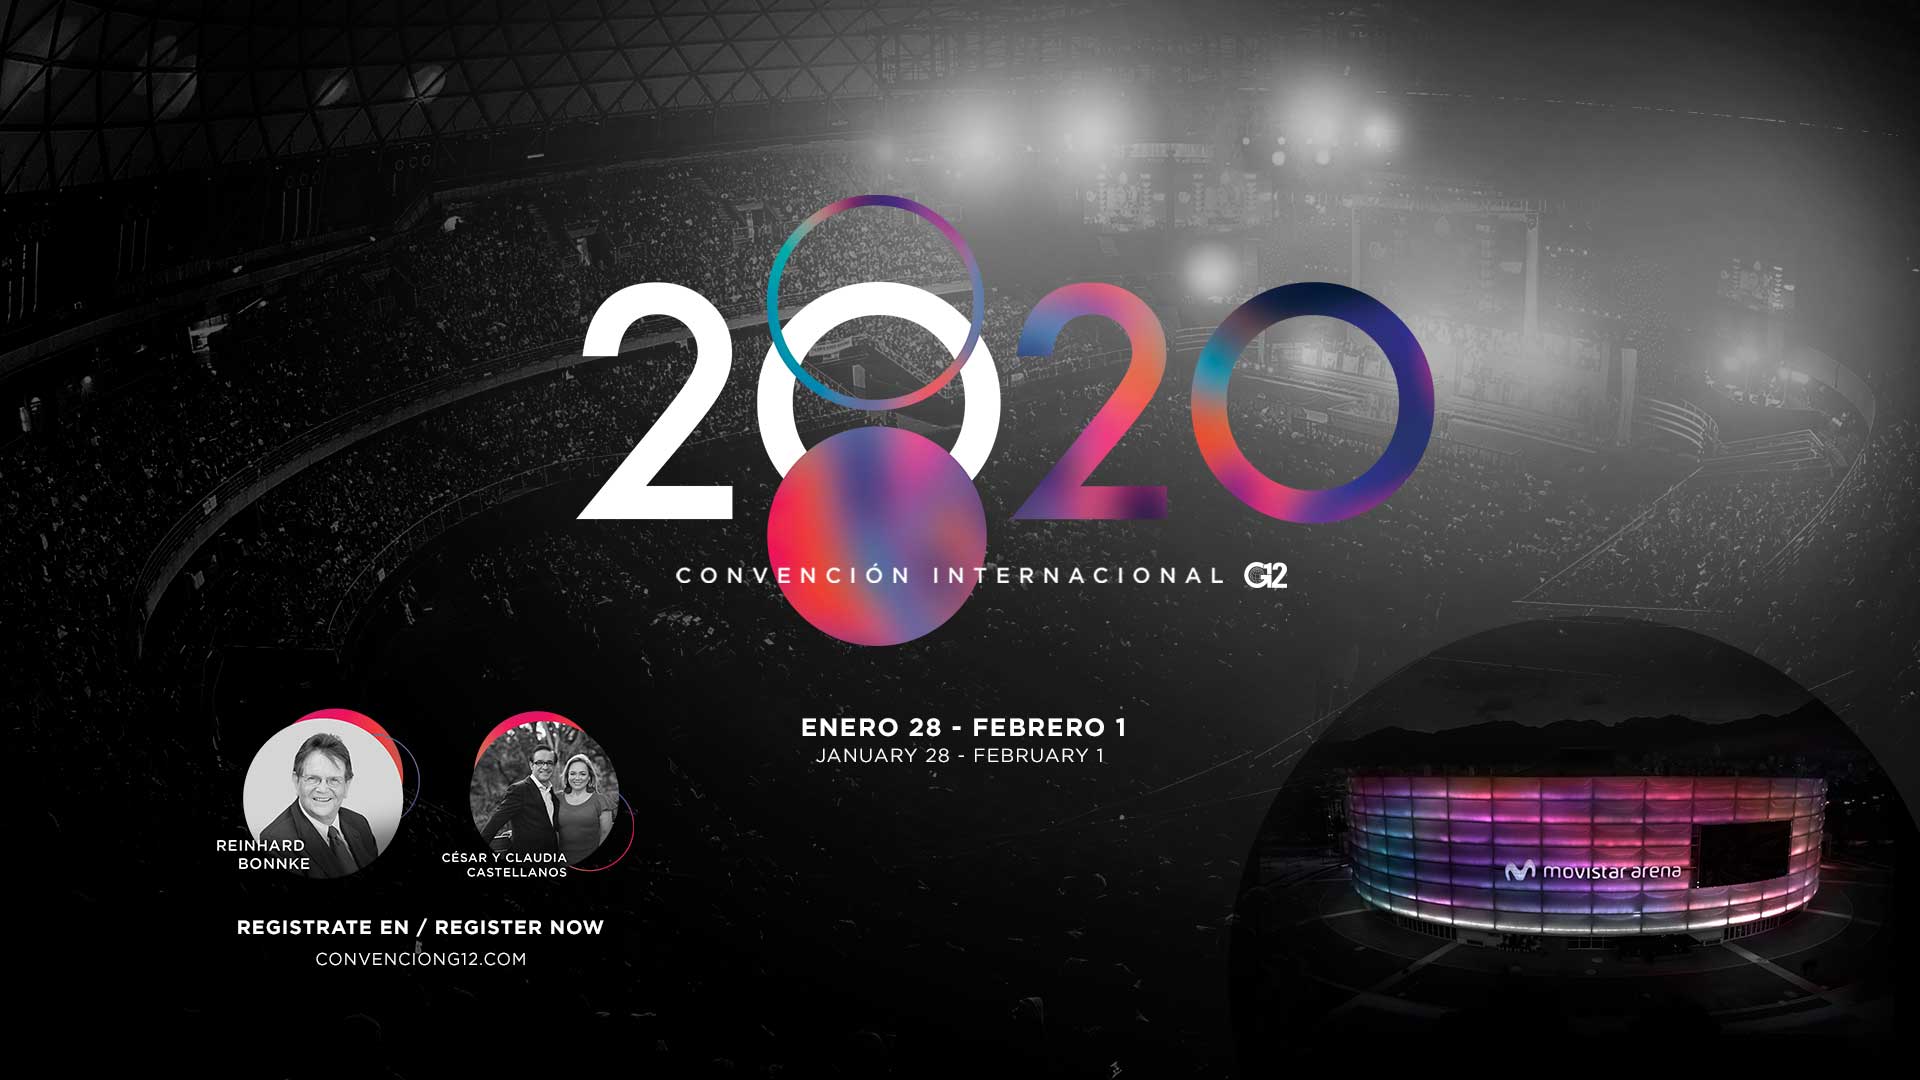 2020
CONVENCIÓN INTERNACIONAL G12
ENERO 28 - FEBRERO 1
JANUARY 28 - FEBRUARY 1
REINHARD
BONNKE
CÉSAR Y CLAUDIA
CASTELLANOS
REGISTRATE EN / REGISTER NOW
CONVENCIONG12.COM
movistar arena